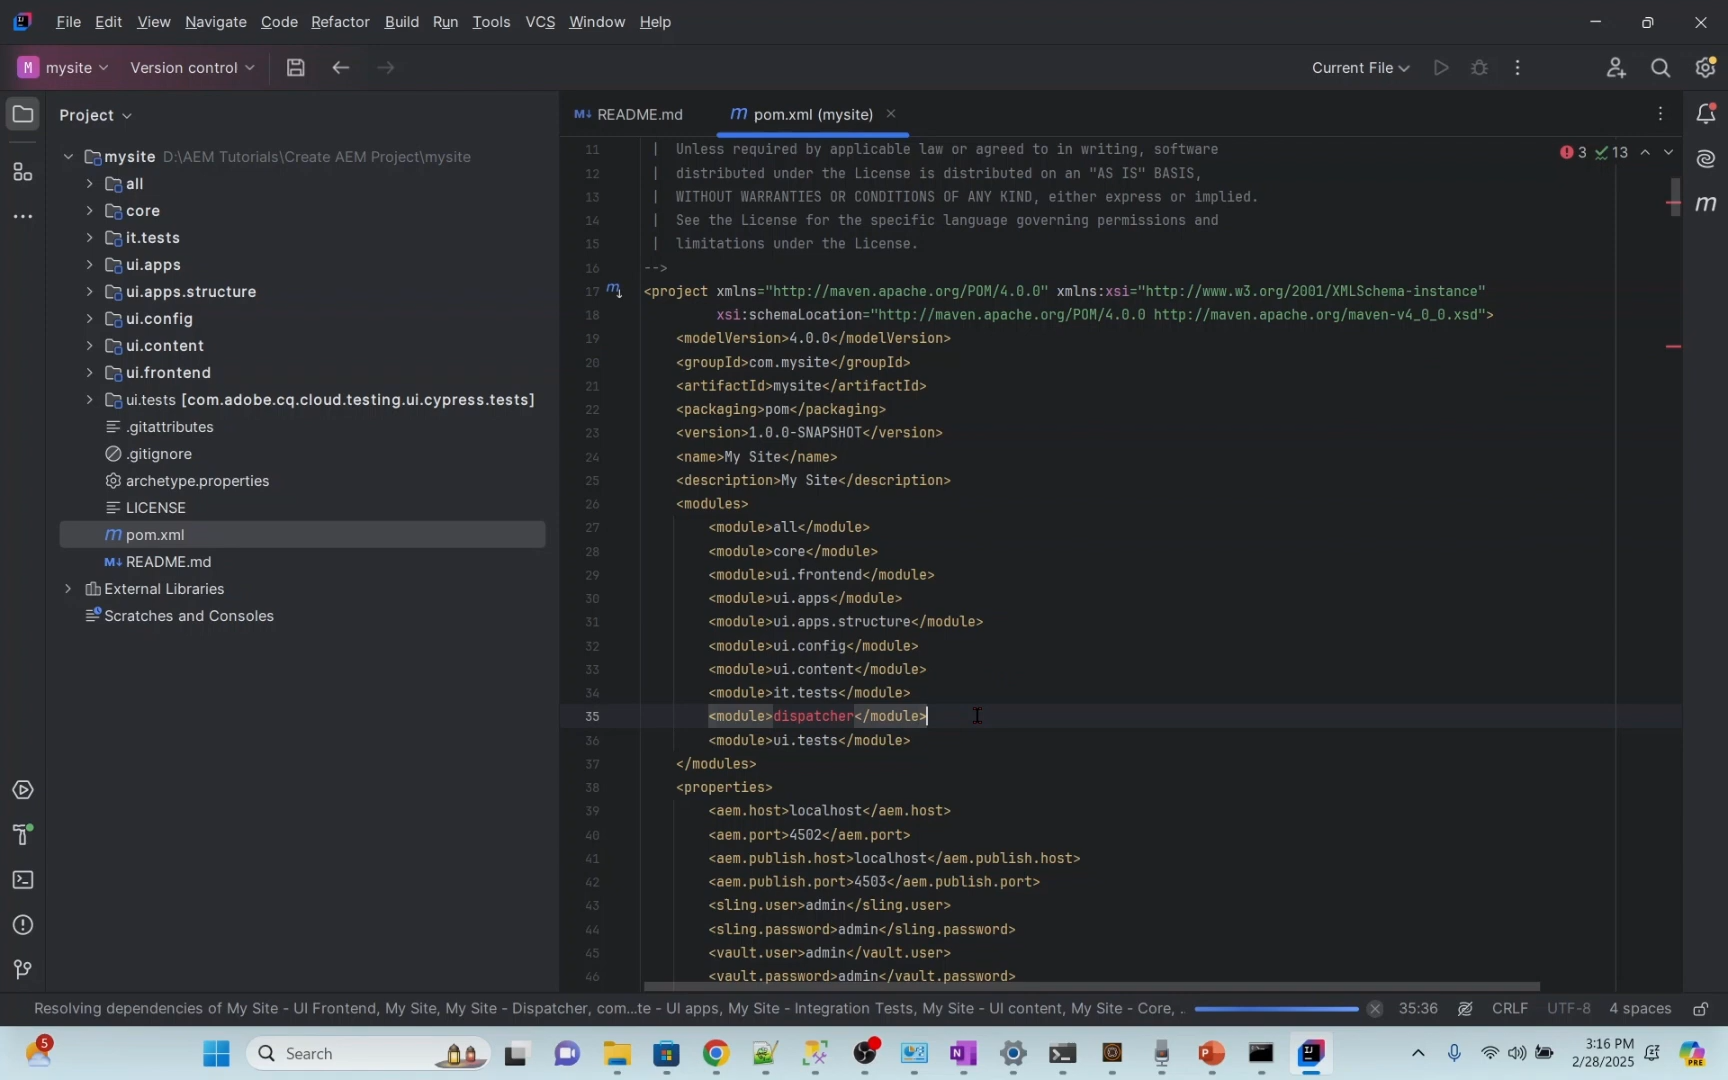 File Edit View Navigate Code Refactor Build Run Tools VCS Window Help
M mysite Version control Current File
Project
README.md
pom.xml (mysite)
mysite D:\AEM Tutorials\Create AEM Project\mysite
all
core
it.tests
ui.apps
ui.apps.structure
ui.config
ui.content
ui.frontend
ui.tests [com.adobe.cq.cloud.testing.ui.cypress.tests]
.gitattributes
.gitignore
archetype.properties
LICENSE
pom.xml
README.md
External Libraries
Scratches and Consoles
3 13
11 | Unless required by applicable law or agreed to in writing, software
12 | distributed under the License is distributed on an "AS IS" BASIS,
13 | WITHOUT WARRANTIES OR CONDITIONS OF ANY KIND, either express or implied.
14 | See the License for the specific language governing permissions and
15 | limitations under the License.
16 -->
17 <project xmlns="http://maven.apache.org/POM/4.0.0" xmlns:xsi="http://www.w3.org/2001/XMLSchema-instance"
18 xsi:schemaLocation="http://maven.apache.org/POM/4.0.0 http://maven.apache.org/maven-v4_0_0.xsd">
19 <modelVersion>4.0.0</modelVersion>
20 <groupId>com.mysite</groupId>
21 <artifactId>mysite</artifactId>
22 <packaging>pom</packaging>
23 <version>1.0.0-SNAPSHOT</version>
24 <name>My Site</name>
25 <description>My Site</description>
26 <modules>
27 <module>all</module>
28 <module>core</module>
29 <module>ui.frontend</module>
30 <module>ui.apps</module>
31 <module>ui.apps.structure</module>
32 <module>ui.config</module>
33 <module>ui.content</module>
34 <module>it.tests</module>
35 <module>dispatcher</module>
36 <module>ui.tests</module>
37 </modules>
38 <properties>
39 <aem.host>localhost</aem.host>
40 <aem.port>4502</aem.port>
41 <aem.publish.host>localhost</aem.publish.host>
42 <aem.publish.port>4503</aem.publish.port>
43 <sling.user>admin</sling.user>
44 <sling.password>admin</sling.password>
45 <vault.user>admin</vault.user>
46 <vault.password>admin</vault.password>
Resolving dependencies of My Site - UI Frontend, My Site, My Site - Dispatcher, com...te - UI apps, My Site - Integration Tests, My Site - UI content, My Site - Core, .. 35:36 CRLF UTF-8 4 spaces
5 Search 3:16 PM
2/28/2025
PRE